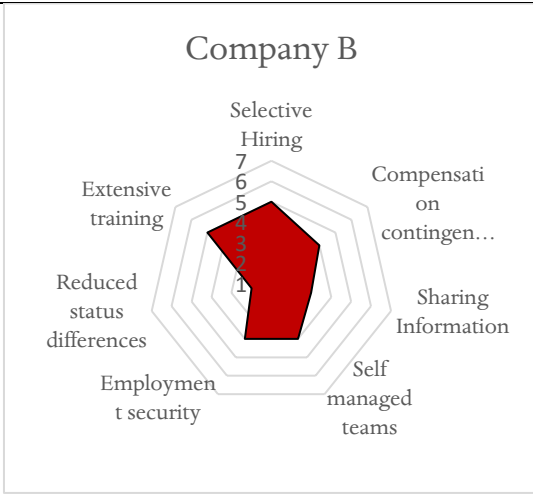 Company B
Selective
Hiring
7
6
5
4
3
2
1
Compensati
on
contingen…
Sharing
Information
Self
managed
teams
Employmen
t security
Reduced
status
differences
Extensive
training